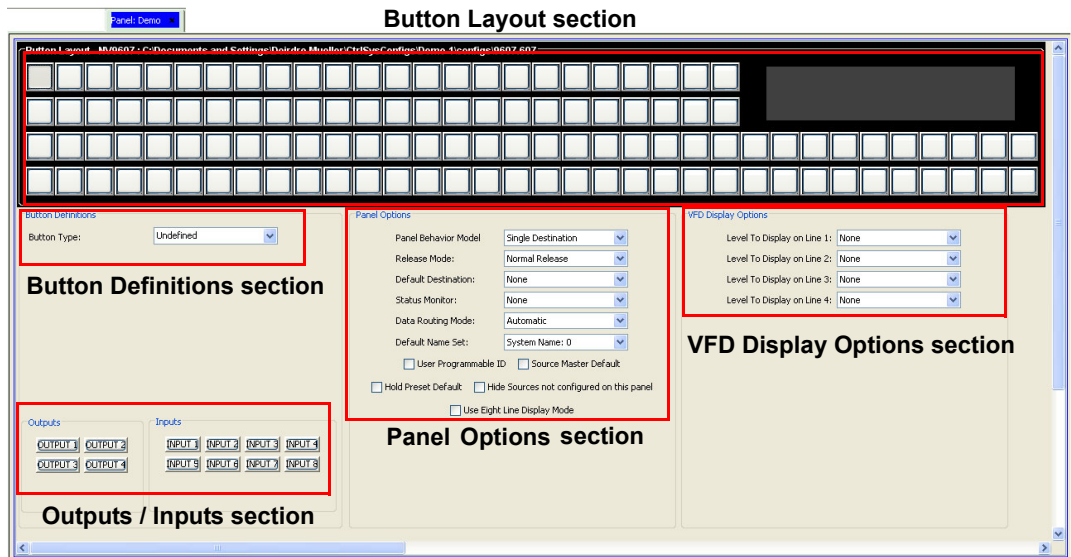 Panel: Demo
Button Layout section
Button Layout - NV9607 : C:\Documents and Settings\Deirdre Mueller\CtrlSysConfigs\Demo 1\configs\9607.607
Button Definitions
Button Type:
Undefined
Button Definitions section
Panel Options
Panel Behavior Model
Single Destination
Release Mode:
Normal Release
Default Destination:
None
Status Monitor:
None
Data Routing Mode:
Automatic
Default Name Set:
System Name: 0
User Programmable ID
Source Master Default
Hold Preset Default
Hide Sources not configured on this panel
Use Eight Line Display Mode
Panel Options section
VFD Display Options
Level To Display on Line 1:
None
Level To Display on Line 2:
None
Level To Display on Line 3:
None
Level To Display on Line 4:
None
VFD Display Options section
Outputs
OUTPUT 1
OUTPUT 2
OUTPUT 3
OUTPUT 4
Inputs
INPUT 1
INPUT 2
INPUT 3
INPUT 4
INPUT 5
INPUT 6
INPUT 7
INPUT 8
Outputs / Inputs section